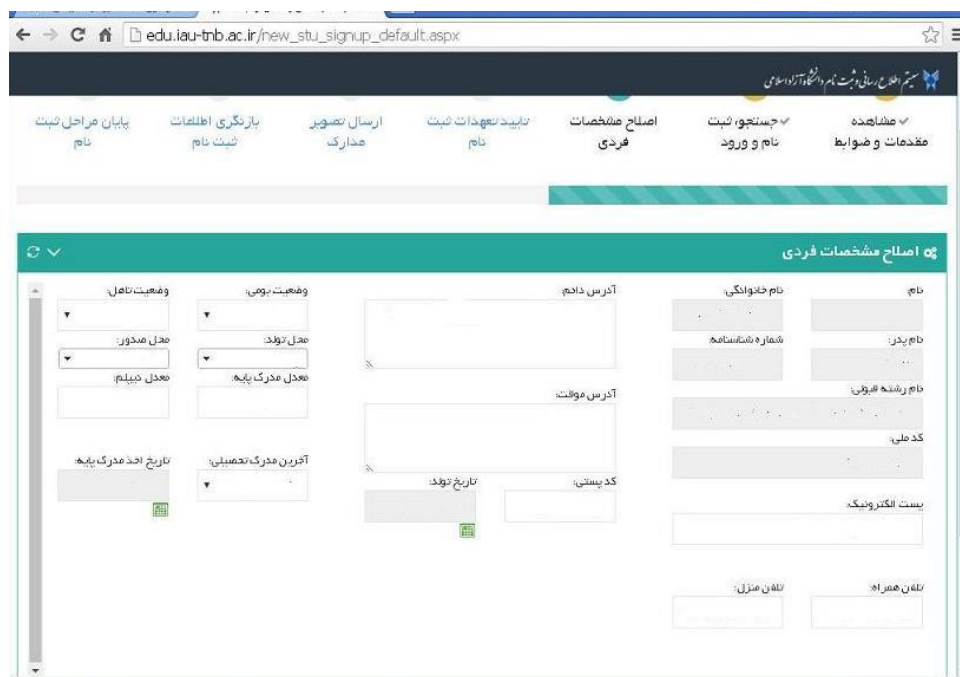 edu.iau-tnb.ac.ir/new_stu_signup_default.aspx
سیستم اطلاع رسانی و ثبت نام دانشگاه آزاد اسلامی
✓ مشاهده مقدمات و ضوابط
✓ جستجو، ثبت نام و ورود
اصلاح مشخصات فردی
تایید تعهدات ثبت نام
ارسال تصویر مدارک
بازنگری اطلاعات ثبت نام
پایان مراحل ثبت نام
اصلاح مشخصات فردی
نام: نام خانوادگی: آدرس دائم: وضعیت بومی: وضعیت تاهل:
نام پدر: شماره شناسنامه: محل تولد: محل صدور:
معدل مدرک پایه: معدل دیپلم:
نام رشته قبولی: آدرس موقت:
کد ملی:
آخرین مدرک تحصیلی: تاریخ اخذ مدرک پایه:
کد پستی: تاریخ تولد:
پست الکترونیک:
تلفن همراه: تلفن منزل: